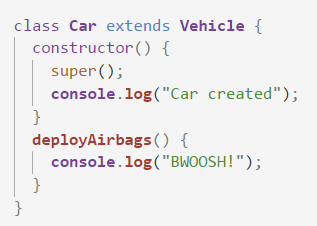 class Car extends Vehicle {
  constructor() {
    super();
    console.log("Car created");
  }
  deployAirbags() {
    console.log("BWOOSH!");
  }
}